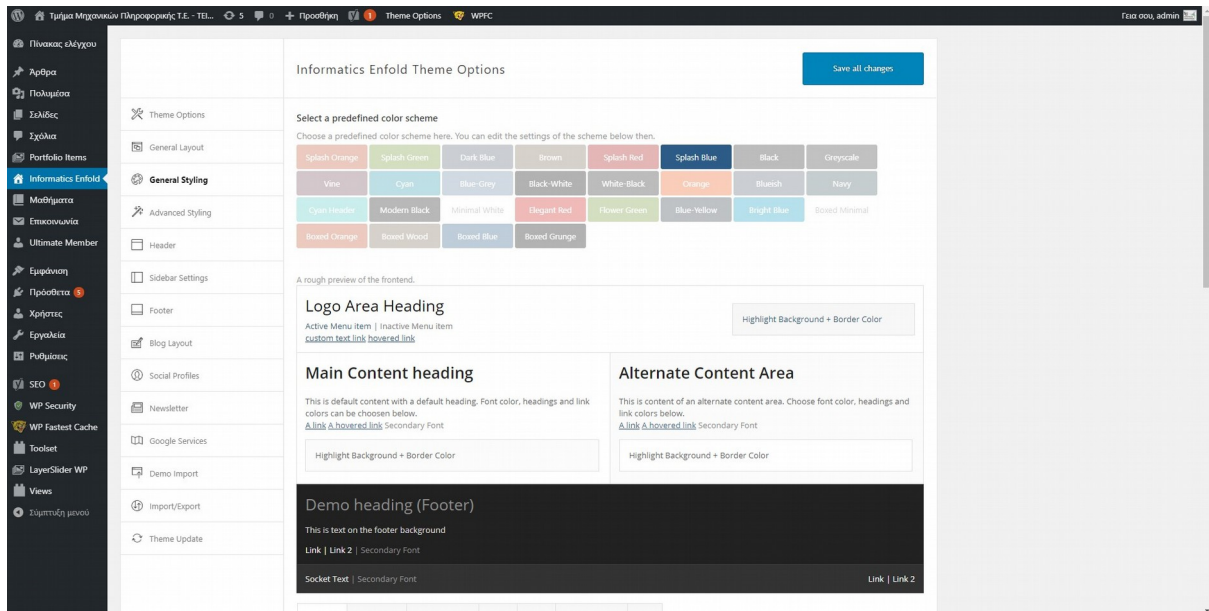 Τμήμα Μηχανικών Πληροφορικής Τ.Ε. - ΤΕΙ... 5 0 Προσθήκη 1 Theme Options WPFC Γεια σου, admin
Πίνακας ελέγχου
Άρθρα
Πολυμέσα
Σελίδες
Σχόλια
Portfolio Items
Informatics Enfold
Μαθήματα
Επικοινωνία
Ultimate Member
Εμφάνιση
Πρόσθετα 5
Χρήστες
Εργαλεία
Ρυθμίσεις
SEO 1
WP Security
WP Fastest Cache
Toolset
LayerSlider WP
Views
Σύμπτυξη μενού
Theme Options
General Layout
General Styling
Advanced Styling
Header
Sidebar Settings
Footer
Blog Layout
Social Profiles
Newsletter
Google Services
Demo Import
Import/Export
Theme Update
Informatics Enfold Theme Options
Save all changes
Select a predefined color scheme
Choose a predefined color scheme here. You can edit the settings of the scheme below then.
Splash Orange Splash Green Dark Blue Brown Splash Red Splash Blue Black Greyscale
Vine Cyan Blue-Grey Black-White White-Black Orange Blueish Navy
Cyan Header Modern Black Minimal White Elegant Red Flower Green Blue-Yellow Bright Blue Boxed Minimal
Boxed Orange Boxed Wood Boxed Blue Boxed Grunge
A rough preview of the frontend.
Logo Area Heading
Active Menu item | Inactive Menu item
custom text link hovered link
Highlight Background + Border Color
Main Content heading
This is default content with a default heading. Font color, headings and link
colors can be choosen below.
A link A hovered link Secondary Font
Highlight Background + Border Color
Alternate Content Area
This is content of an alternate content area. Choose font color, headings and
link colors below.
A link A hovered link Secondary Font
Highlight Background + Border Color
Demo heading (Footer)
This is text on the footer background
Link | Link 2 | Secondary Font
Socket Text | Secondary Font Link | Link 2